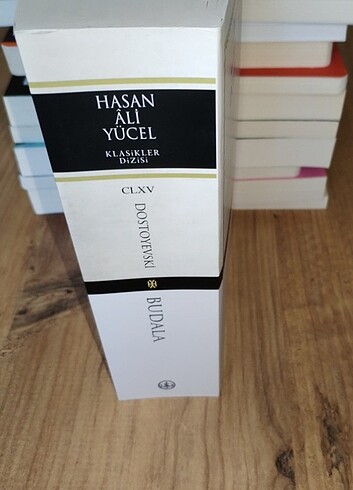 HASAN
ÂLİ
YÜCEL
KLASİKLER
DİZİSİ
CLXV
DOSTOYEVSKİ
BUDALA